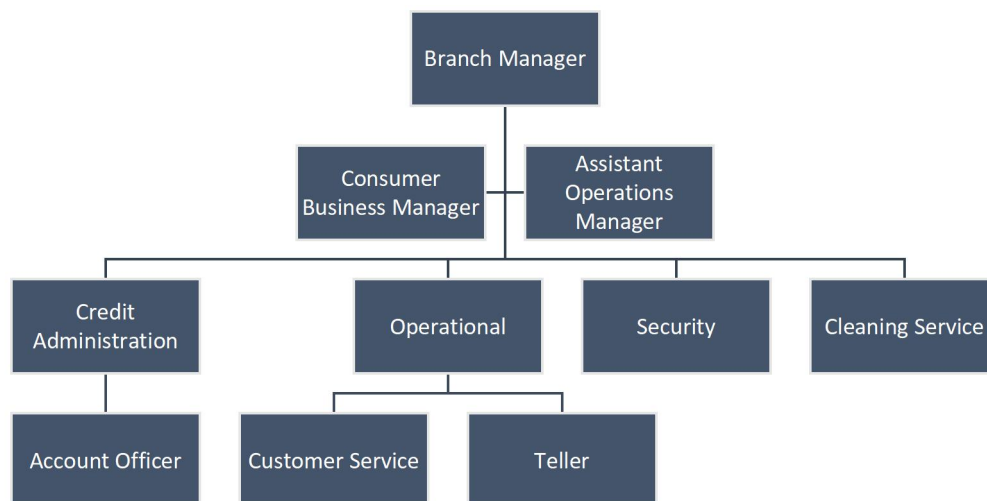 Branch Manager
Consumer
Business Manager
Assistant
Operations
Manager
Credit
Administration
Operational
Security
Cleaning Service
Account Officer
Customer Service
Teller